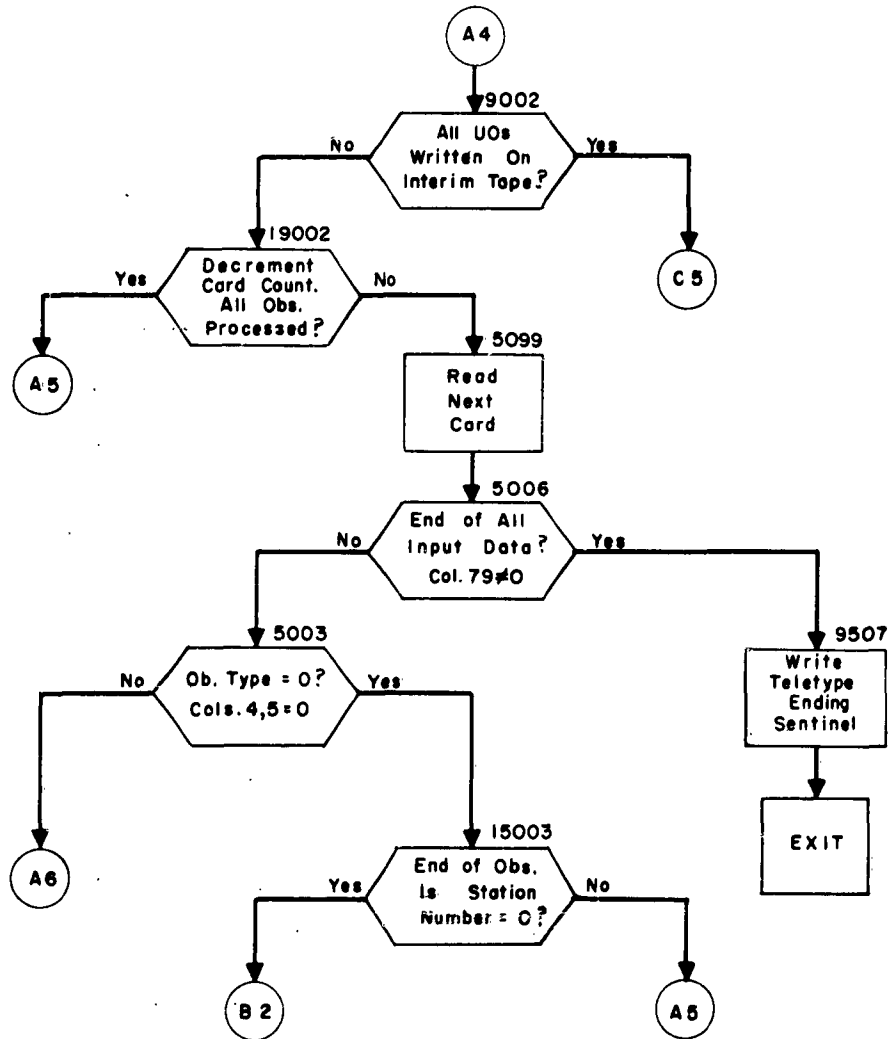 A4
9002
All UOs
Written On
Interim Tape?
No
Yes
19002
C5
Decrement
Card Count.
All Obs.
Processed?
Yes
No
5099
A5
Read
Next
Card
5006
End of All
Input Data?
Col. 79≠0
No
Yes
5003
9507
Ob. Type = 0?
Cols. 4,5=0
No
Yes
Write
Teletype
Ending
Sentinel
15003
EXIT
A6
End of Obs.
Is Station
Number = 0?
Yes
No
B2
A5